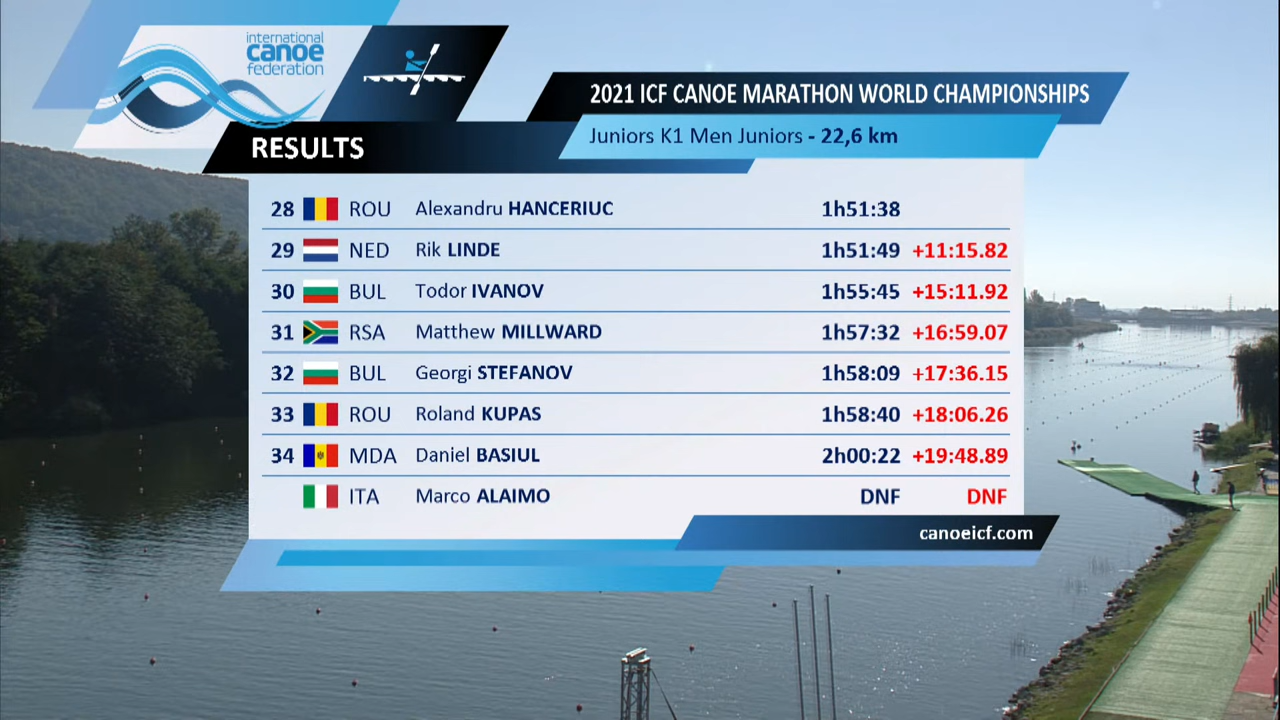 international
canoe
federation
2021 ICF CANOE MARATHON WORLD CHAMPIONSHIPS
Juniors K1 Men Juniors - 22,6 km
RESULTS
28 ROU Alexandru HANCERIUC 1h51:38
29 NED Rik LINDE 1h51:49 +11:15.82
30 BUL Todor IVANOV 1h55:45 +15:11.92
31 RSA Matthew MILLWARD 1h57:32 +16:59.07
32 BUL Georgi STEFANOV 1h58:09 +17:36.15
33 ROU Roland KUPAS 1h58:40 +18:06.26
34 MDA Daniel BASIUL 2h00:22 +19:48.89
ITA Marco ALAIMO DNF DNF
canoeicf.com